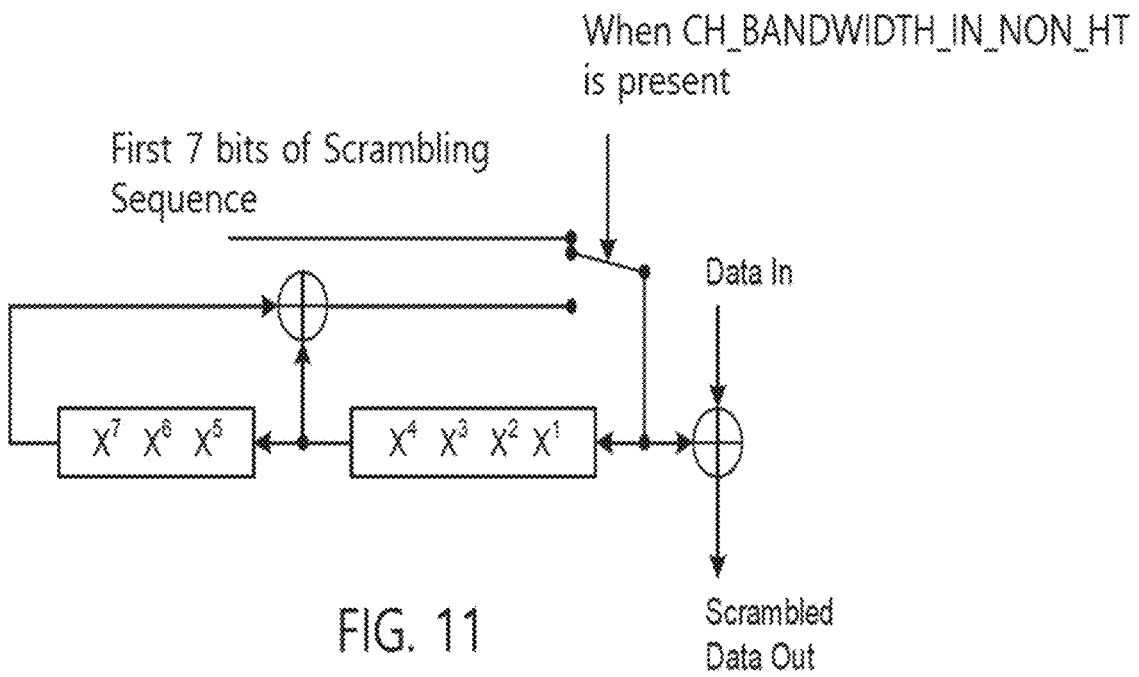 When CH_BANDWIDTH_IN_NON_HT
is present
First 7 bits of Scrambling
Sequence
Data In
X⁷ X⁶ X⁵
X⁴ X³ X² X¹
Scrambled
Data Out
FIG. 11